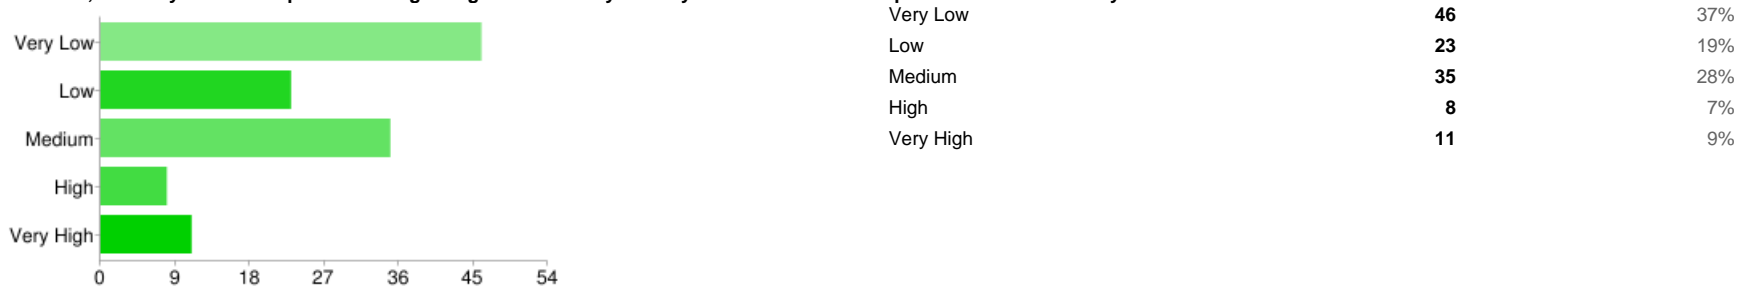 Very Low
Low
Medium
High
Very High
0 9 18 27 36 45 54
Very Low 46 37%
Low 23 19%
Medium 35 28%
High 8 7%
Very High 11 9%